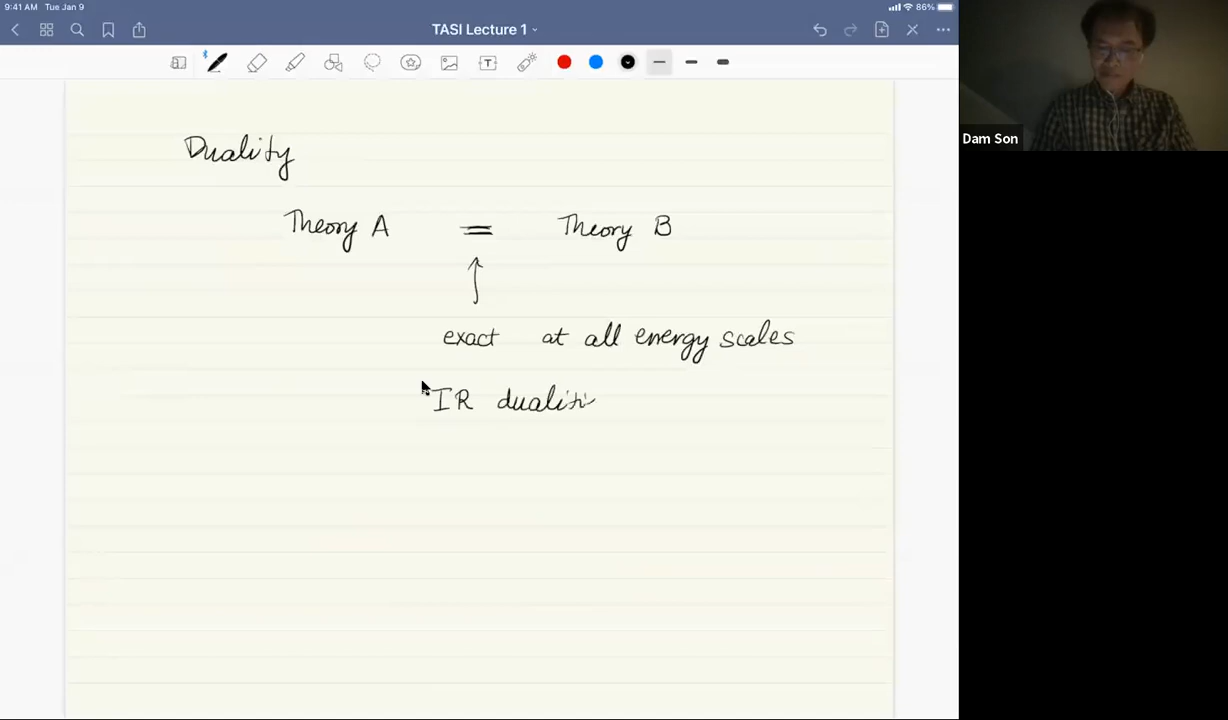 9:41 AM Tue Jan 9
86%
TASI Lecture 1
Duality
Theory A = Theory B
exact at all energy scales
IR dualiti
Dam Son